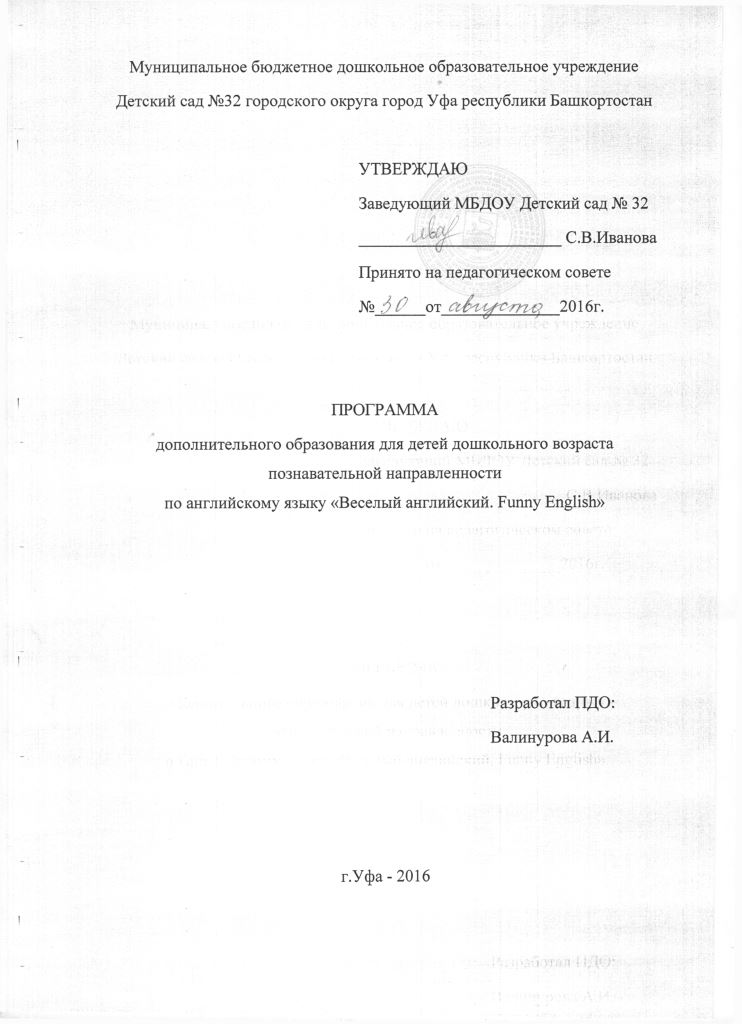 Муниципальное бюджетное дошкольное образовательное учреждение
Детский сад №32 городского округа город Уфа республики Башкортостан
УТВЕРЖДАЮ
Заведующий МБДОУ Детский сад № 32
С.В.Иванова
Принято на педагогическом совете
№ 30 от августа 2016г.
ПРОГРАММА
дополнительного образования для детей дошкольного возраста
познавательной направленности
по английскому языку «Веселый английский. Funny English»
Разработал ПДО:
Валинурова А.И.
г.Уфа - 2016